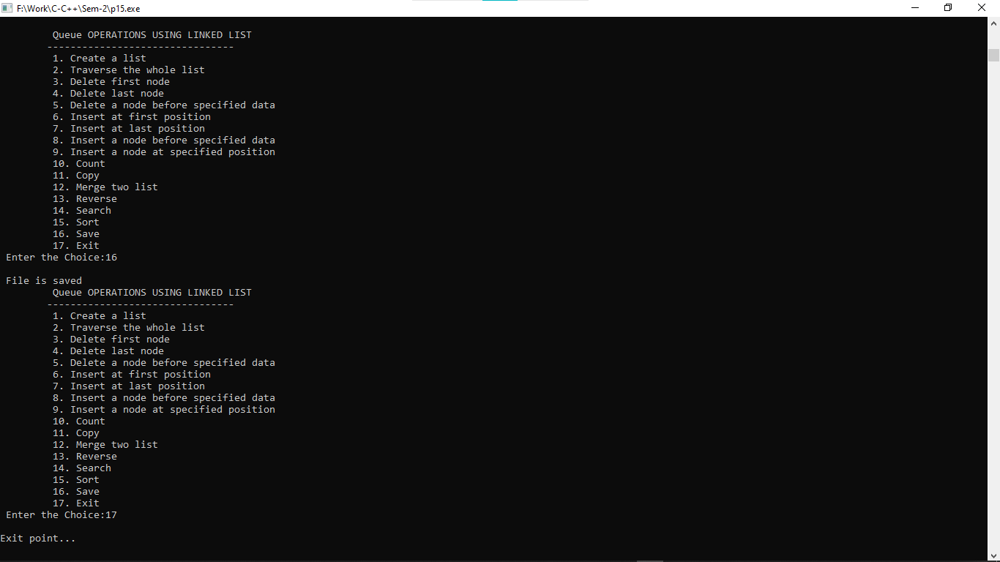 F:\Work\C-C++\Sem-2\p15.exe
Queue OPERATIONS USING LINKED LIST
--------------------------------
1. Create a list
2. Traverse the whole list
3. Delete first node
4. Delete last node
5. Delete a node before specified data
6. Insert at first position
7. Insert at last position
8. Insert a node before specified data
9. Insert a node at specified position
10. Count
11. Copy
12. Merge two list
13. Reverse
14. Search
15. Sort
16. Save
17. Exit
Enter the Choice:16
File is saved
Queue OPERATIONS USING LINKED LIST
--------------------------------
1. Create a list
2. Traverse the whole list
3. Delete first node
4. Delete last node
5. Delete a node before specified data
6. Insert at first position
7. Insert at last position
8. Insert a node before specified data
9. Insert a node at specified position
10. Count
11. Copy
12. Merge two list
13. Reverse
14. Search
15. Sort
16. Save
17. Exit
Enter the Choice:17
Exit point...